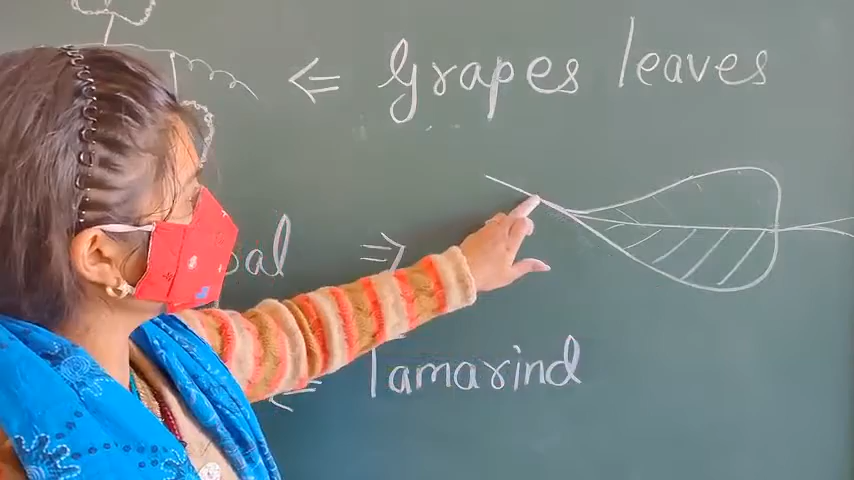 ⇐ Grapes leaves
⇒
Tamarind